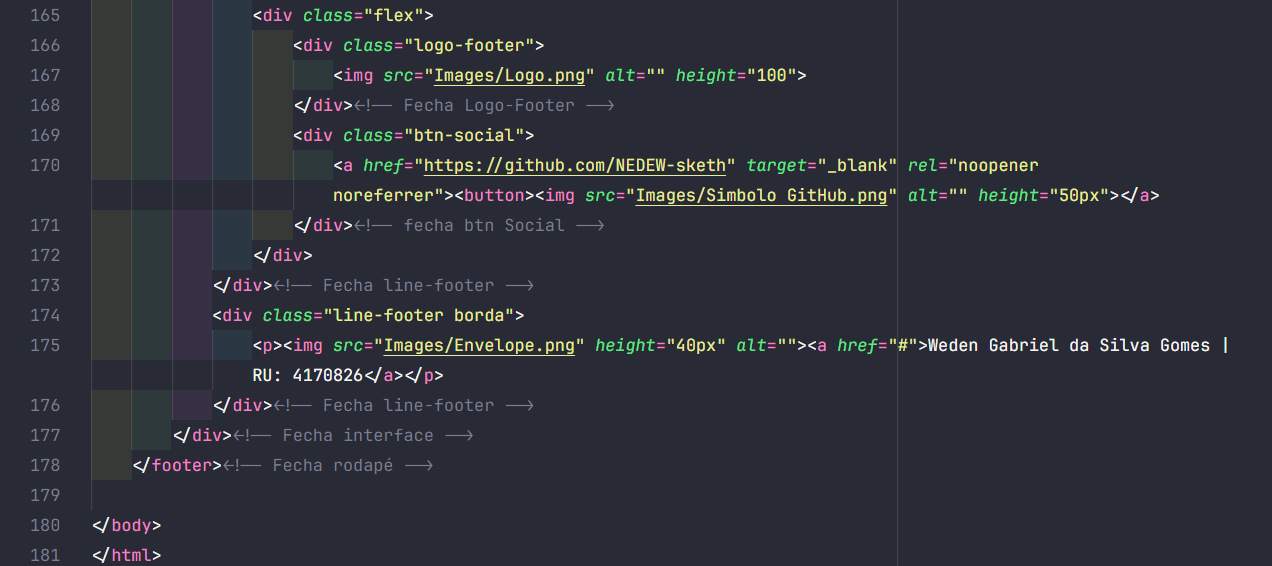 165 <div class="flex">
166 <div class="logo-footer">
167 <img src="Images/Logo.png" alt="" height="100">
168 </div><!-- Fecha Logo-Footer -->
169 <div class="btn-social">
170 <a href="https://github.com/NEDEW-sketh" target="_blank" rel="noopener
noreferrer"><button><img src="Images/Simbolo GitHub.png" alt="" height="50px"></a>
171 </div><!-- fecha btn Social -->
172 </div>
173 </div><!-- Fecha line-footer -->
174 <div class="line-footer borda">
175 <p><img src="Images/Envelope.png" height="40px" alt=""><a href="#">Weden Gabriel da Silva Gomes |
RU: 4170826</a></p>
176 </div><!-- Fecha line-footer -->
177 </div><!-- Fecha interface -->
178 </footer><!-- Fecha rodapé -->
179
180 </body>
181 </html>